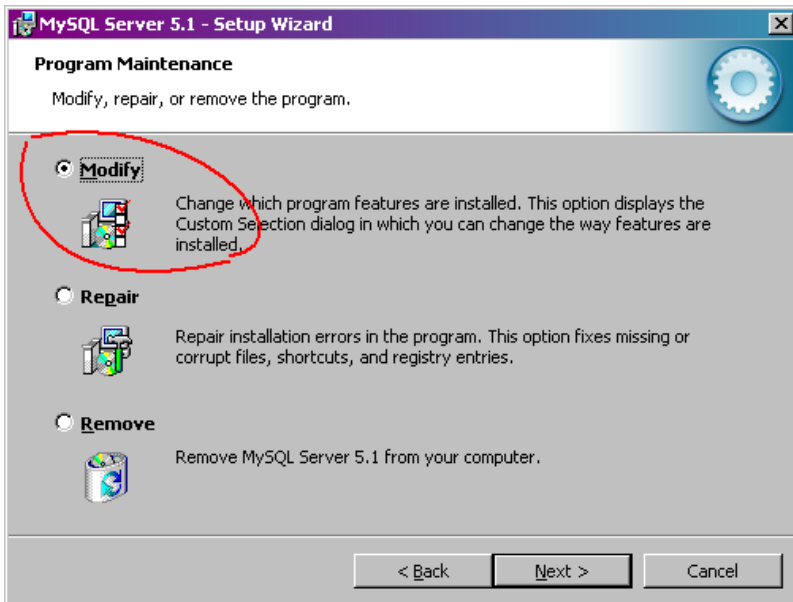 MySQL Server 5.1 - Setup Wizard
Program Maintenance
Modify, repair, or remove the program.
Modify
Change which program features are installed. This option displays the
Custom Selection dialog in which you can change the way features are
installed.
Repair
Repair installation errors in the program. This option fixes missing or
corrupt files, shortcuts, and registry entries.
Remove
Remove MySQL Server 5.1 from your computer.
< Back Next > Cancel